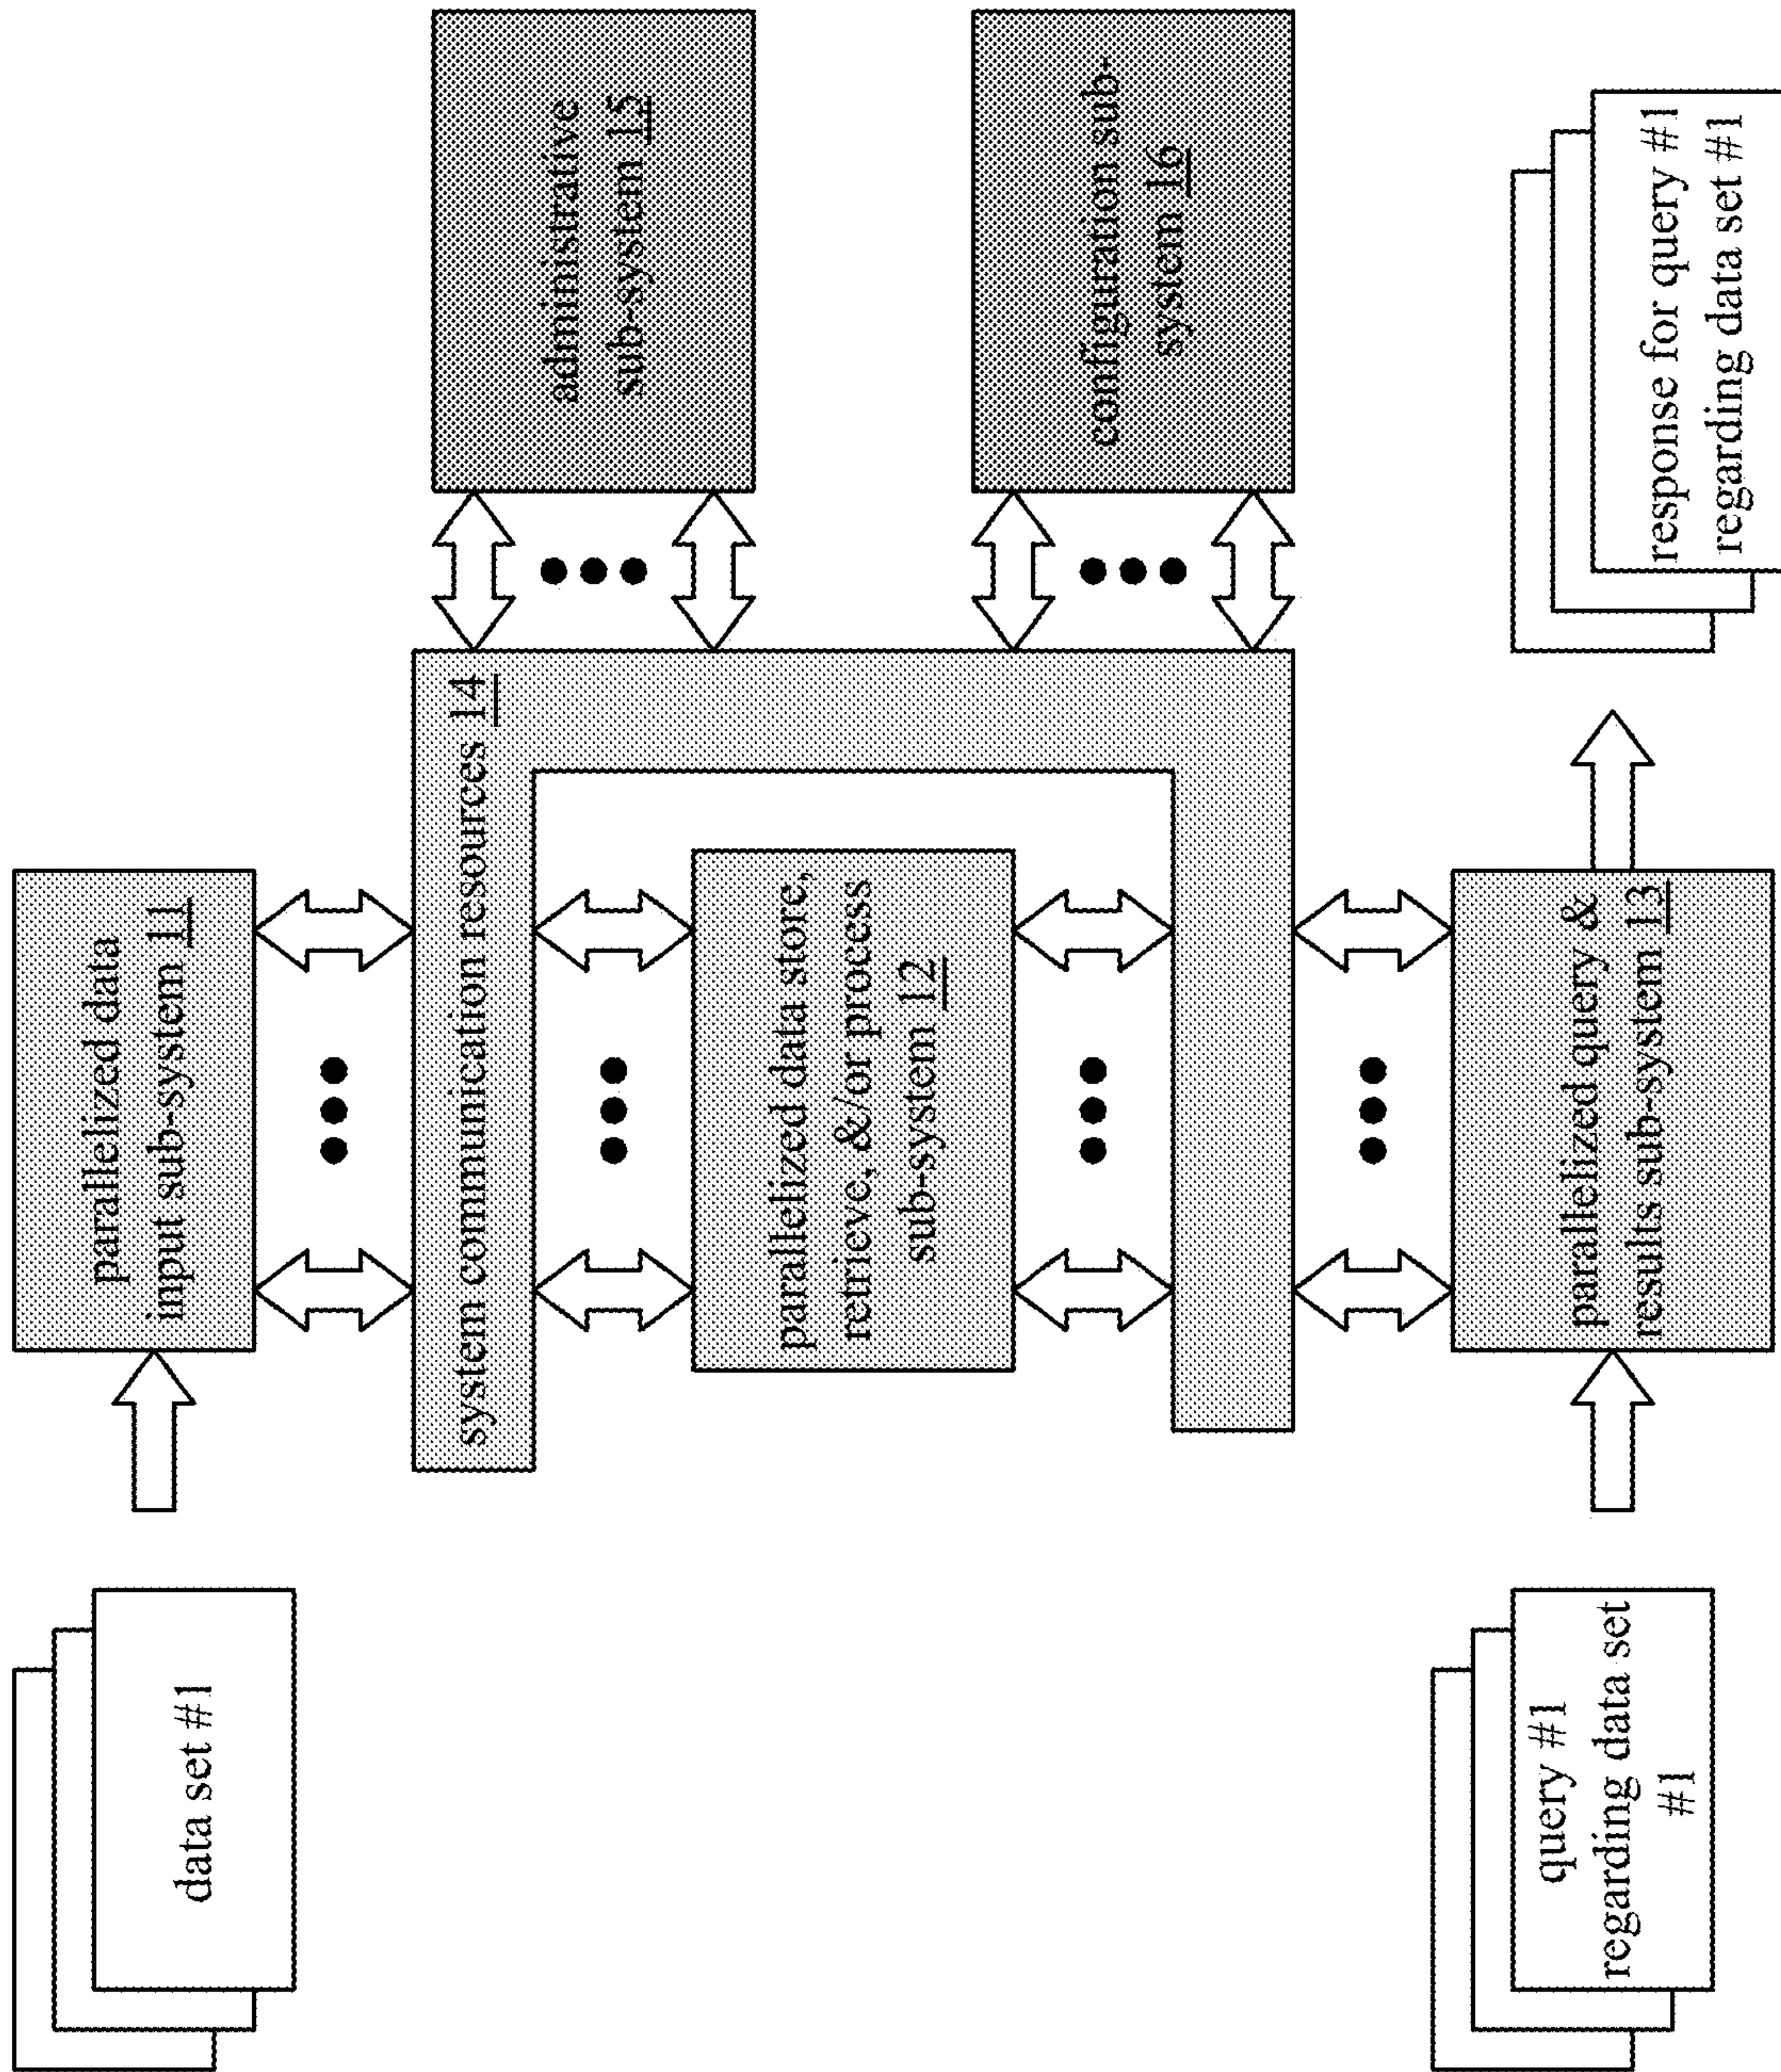 data set #1
parallelized data
input sub-system 11
system communication resources 14
administrative
sub-system 15
parallelized data store,
retrieve, &/or process
sub-system 12
configuration sub-
system 16
query #1
regarding data set
#1
parallelized query &
results sub-system 13
response for query #1
regarding data set #1